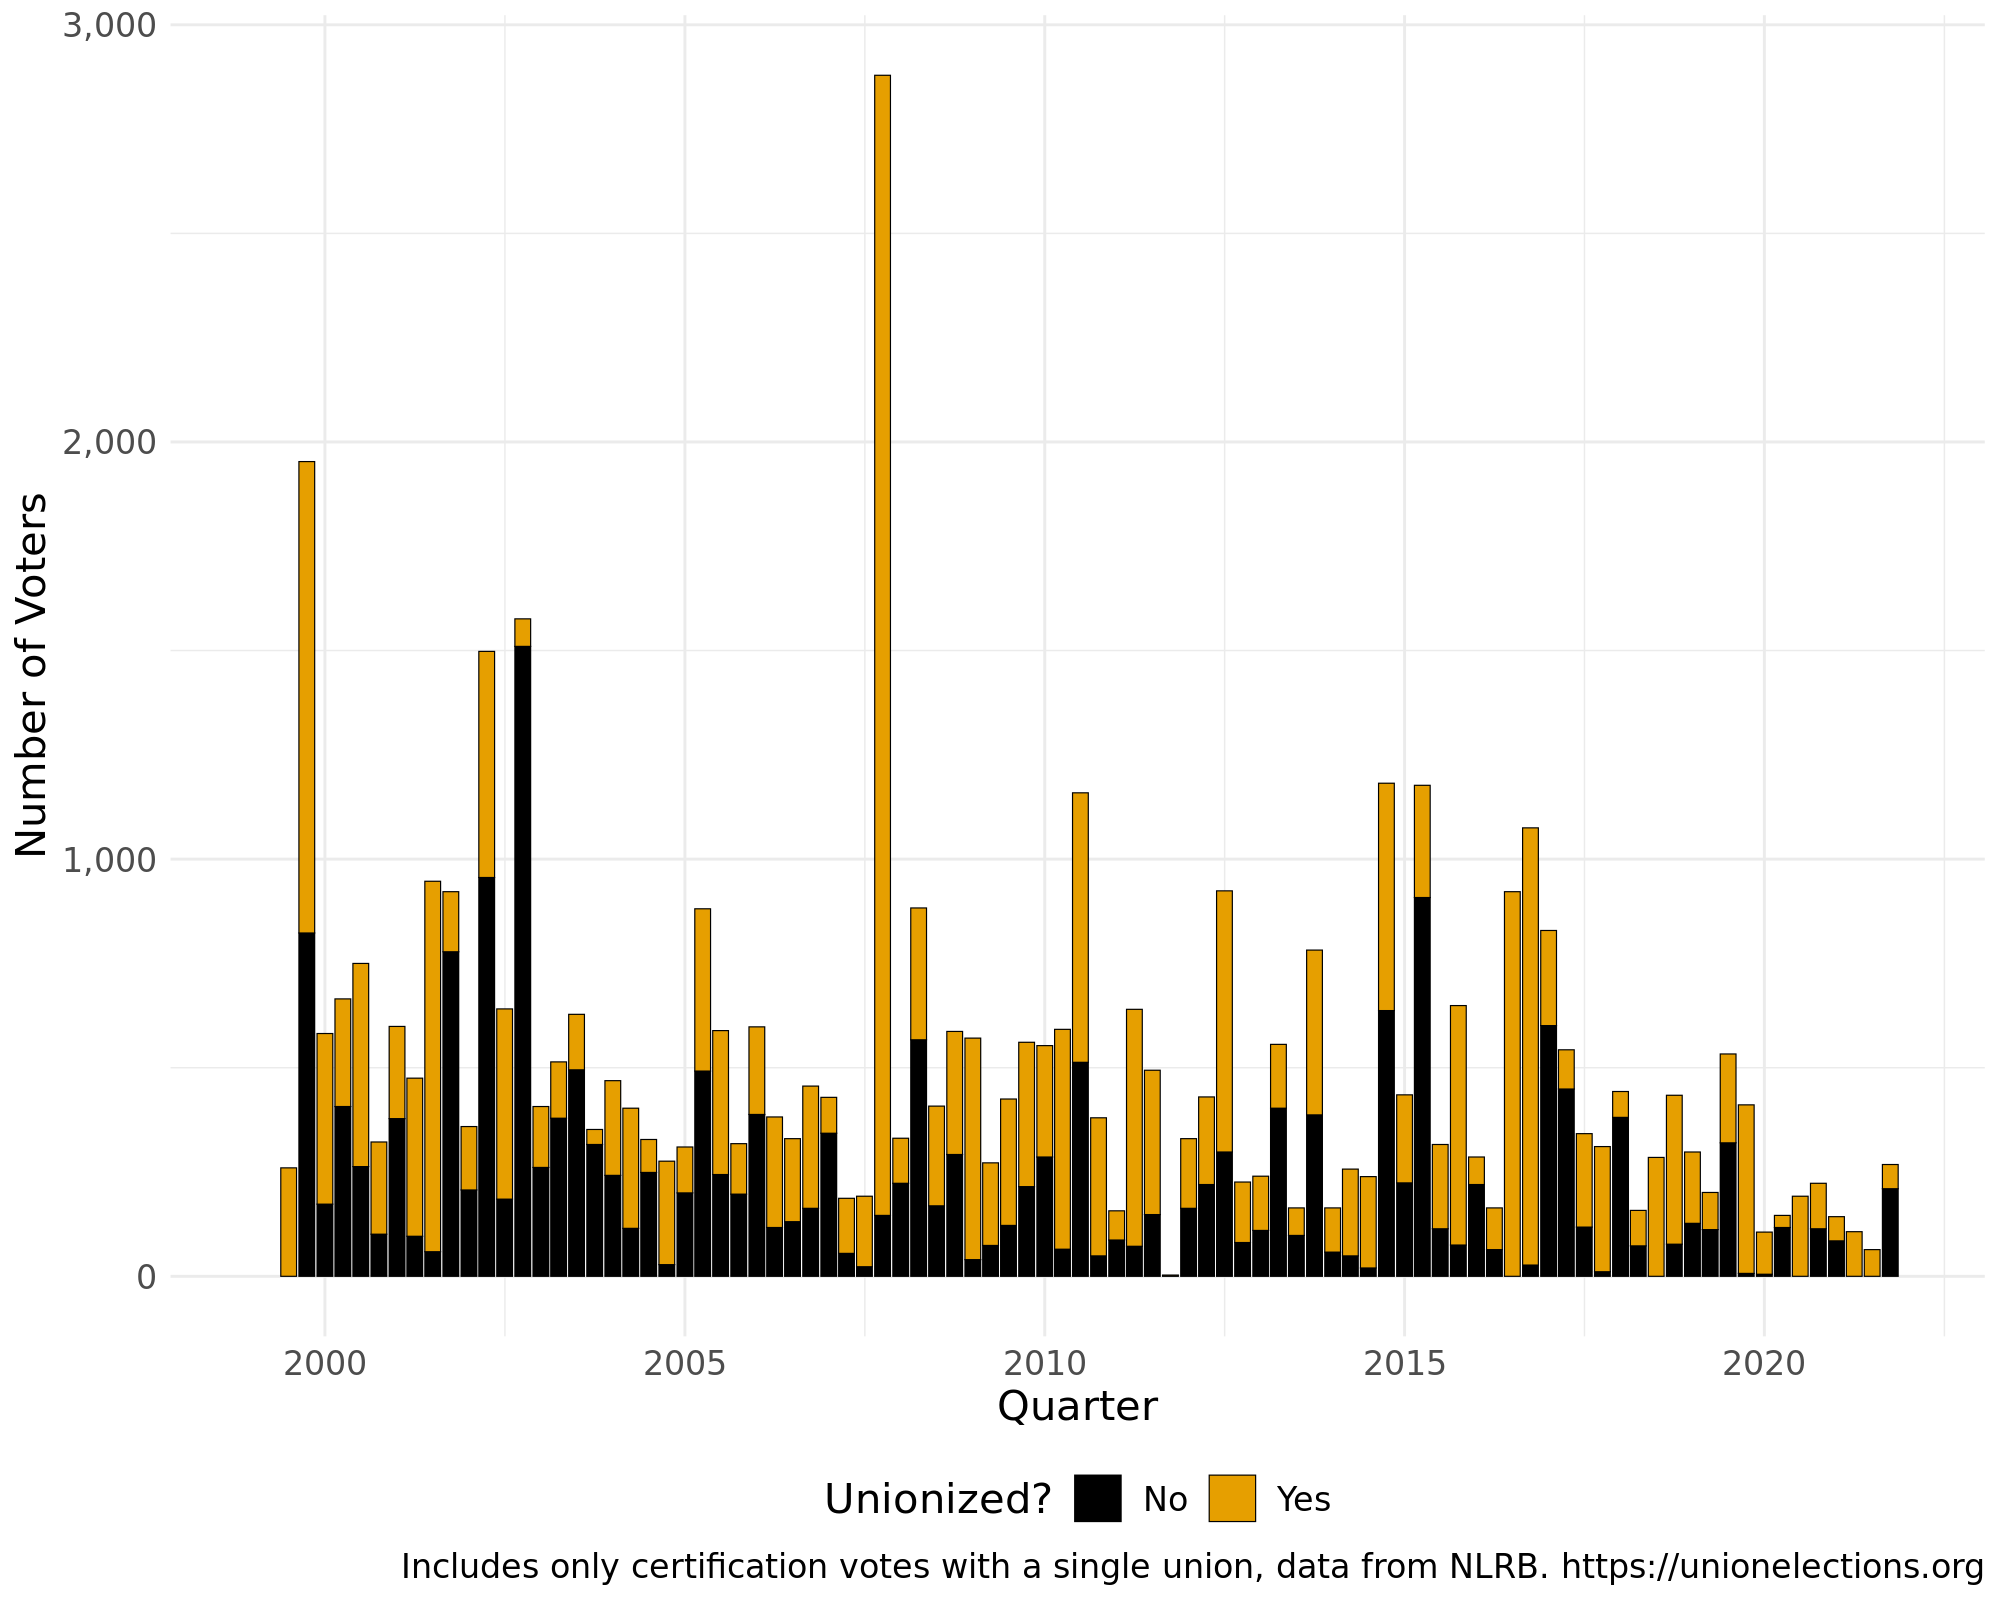 3,000
2,000
1,000
0
Number of Voters
2000 2005 2010 2015 2020
Quarter
Unionized? No Yes
Includes only certification votes with a single union, data from NLRB. https://unionelections.org